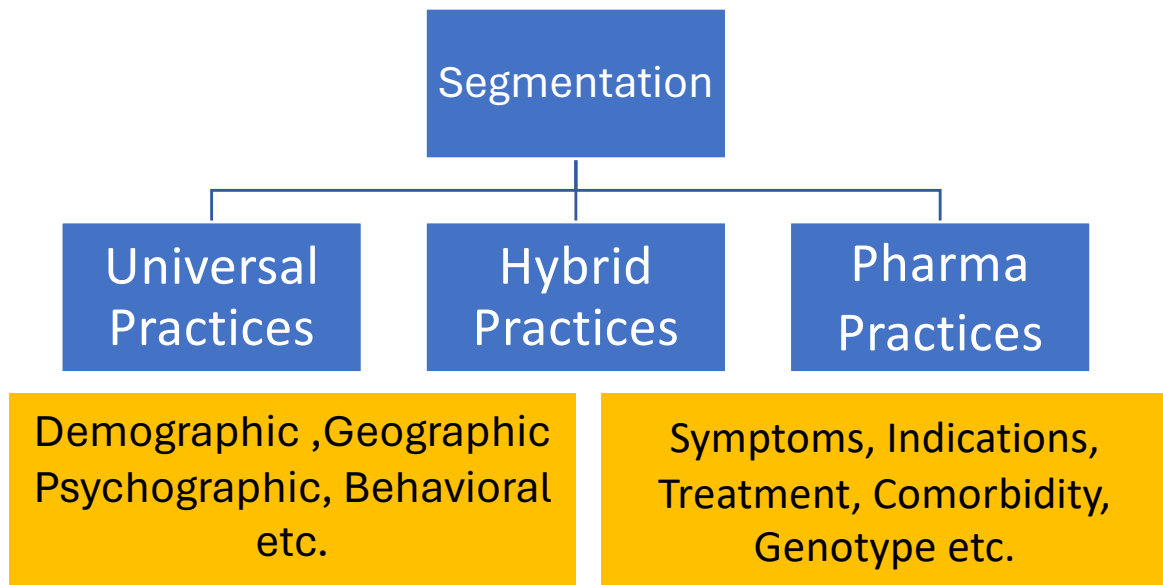 Segmentation
Universal
Practices
Hybrid
Practices
Pharma
Practices
Demographic ,Geographic
Psychographic, Behavioral
etc.
Symptoms, Indications,
Treatment, Comorbidity,
Genotype etc.